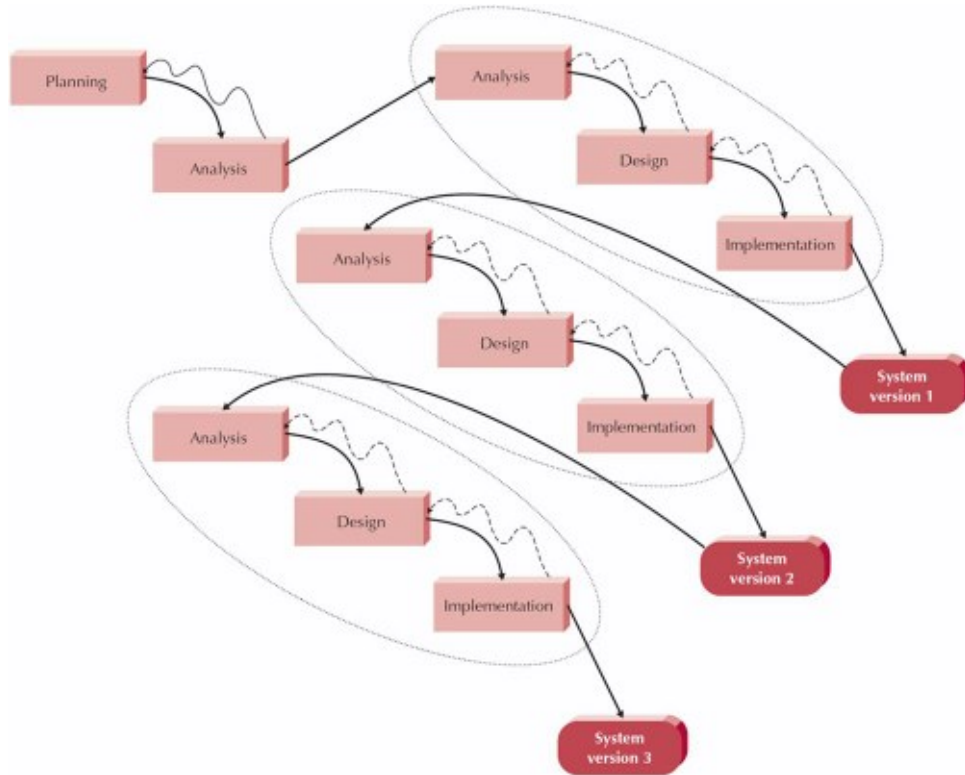 Planning
Analysis
Analysis
Design
Implementation
System
version 1
Analysis
Design
Implementation
System
version 2
Analysis
Design
Implementation
System
version 3